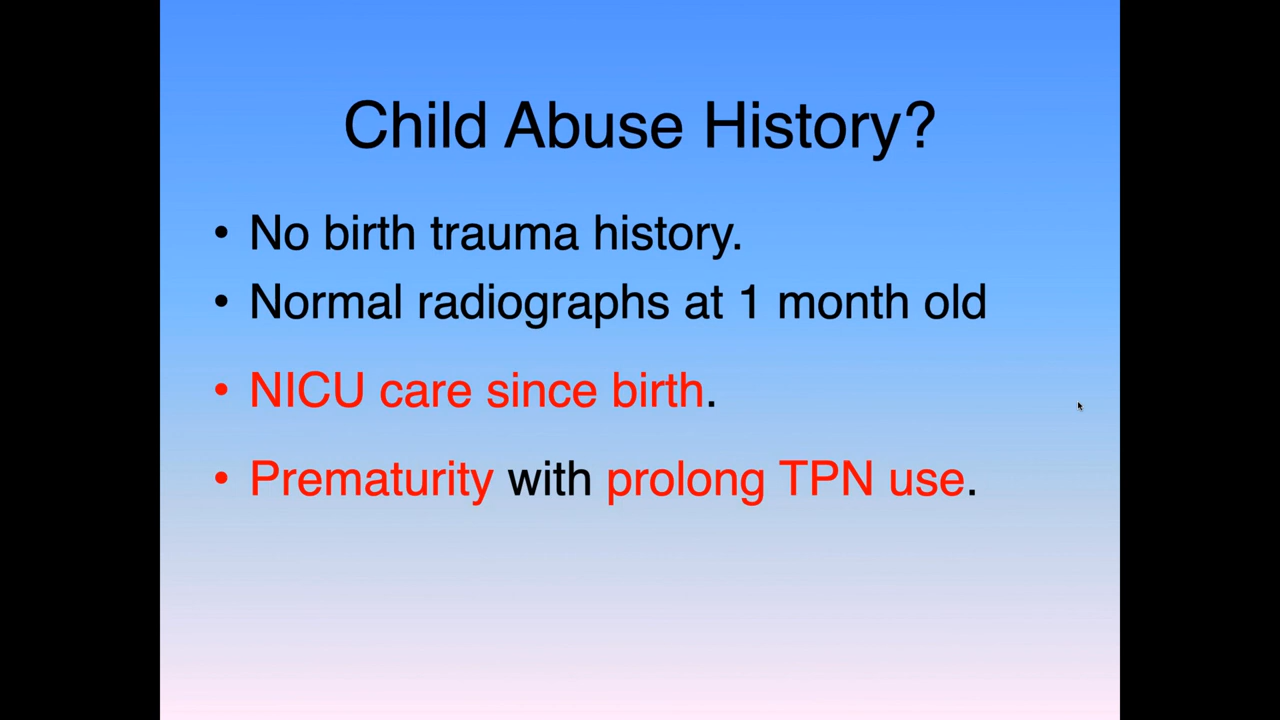 Child Abuse History?
• No birth trauma history.
• Normal radiographs at 1 month old
• NICU care since birth.
• Prematurity with prolong TPN use.